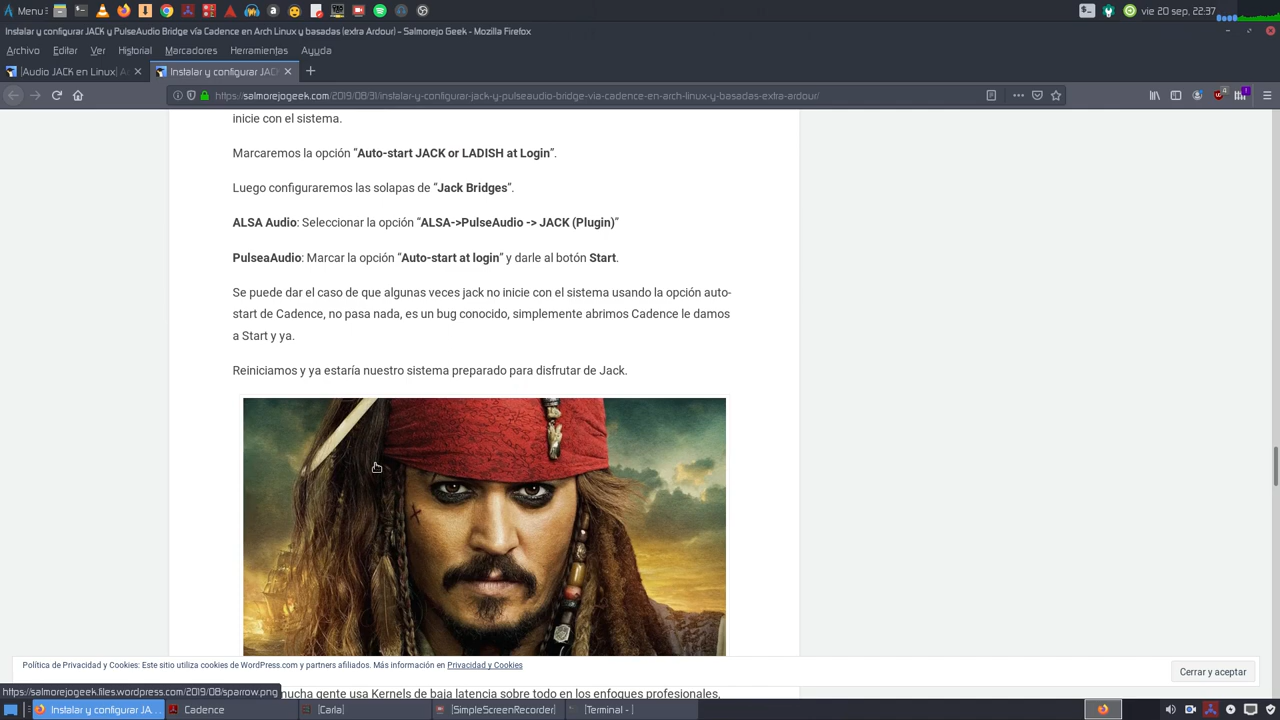 Menu
vie 20 sep, 22:37
Instalar y configurar JACK y PulseAudio Bridge vía Cadence en Arch Linux y basadas (extra Ardour) – Salmorejo Geek - Mozilla Firefox
Archivo Editar Ver Historial Marcadores Herramientas Ayuda
[Audio JACK en Linux] A
Instalar y configurar JAC
https://salmorejogeek.com/2019/08/31/instalar-y-configurar-jack-y-pulseaudio-bridge-via-cadence-en-arch-linux-y-basadas-extra-ardour/
inicie con el sistema.
Marcaremos la opción “Auto-start JACK or LADISH at Login”.
Luego configuraremos las solapas de “Jack Bridges”.
ALSA Audio: Seleccionar la opción “ALSA->PulseAudio -> JACK (Plugin)”
PulseaAudio: Marcar la opción “Auto-start at login” y darle al botón Start.
Se puede dar el caso de que algunas veces jack no inicie con el sistema usando la opción auto-
start de Cadence, no pasa nada, es un bug conocido, simplemente abrimos Cadence le damos
a Start y ya.
Reiniciamos y ya estaría nuestro sistema preparado para disfrutar de Jack.
Política de Privacidad y Cookies: Este sitio utiliza cookies de WordPress.com y partners afiliados. Más información en Privacidad y Cookies
Cerrar y aceptar
https://salmorejogeek.files.wordpress.com/2019/08/sparrow.png
mucha gente usa Kernels de baja latencia sobre todo en los enfoques profesionales,
Instalar y configurar JA...
Cadence
[Carla]
[SimpleScreenRecorder]
[Terminal - ]